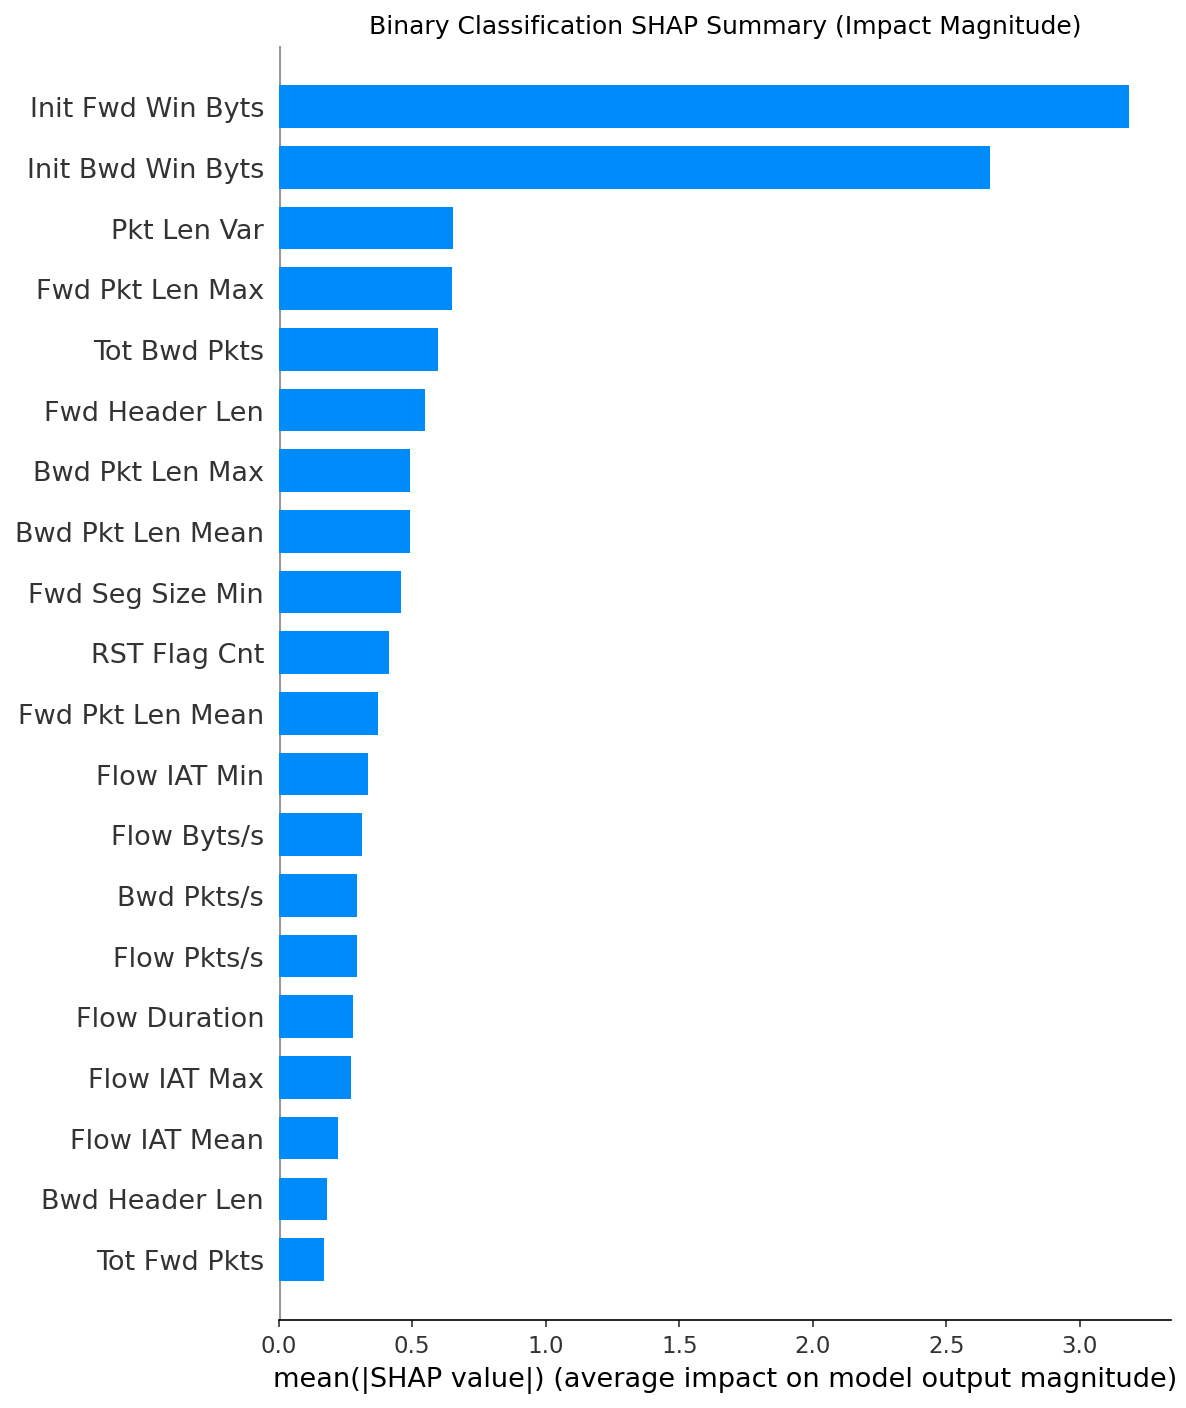 Binary Classification SHAP Summary (Impact Magnitude)
Init Fwd Win Byts
Init Bwd Win Byts
Pkt Len Var
Fwd Pkt Len Max
Tot Bwd Pkts
Fwd Header Len
Bwd Pkt Len Max
Bwd Pkt Len Mean
Fwd Seg Size Min
RST Flag Cnt
Fwd Pkt Len Mean
Flow IAT Min
Flow Byts/s
Bwd Pkts/s
Flow Pkts/s
Flow Duration
Flow IAT Max
Flow IAT Mean
Bwd Header Len
Tot Fwd Pkts
0.0 0.5 1.0 1.5 2.0 2.5 3.0
mean(|SHAP value|) (average impact on model output magnitude)